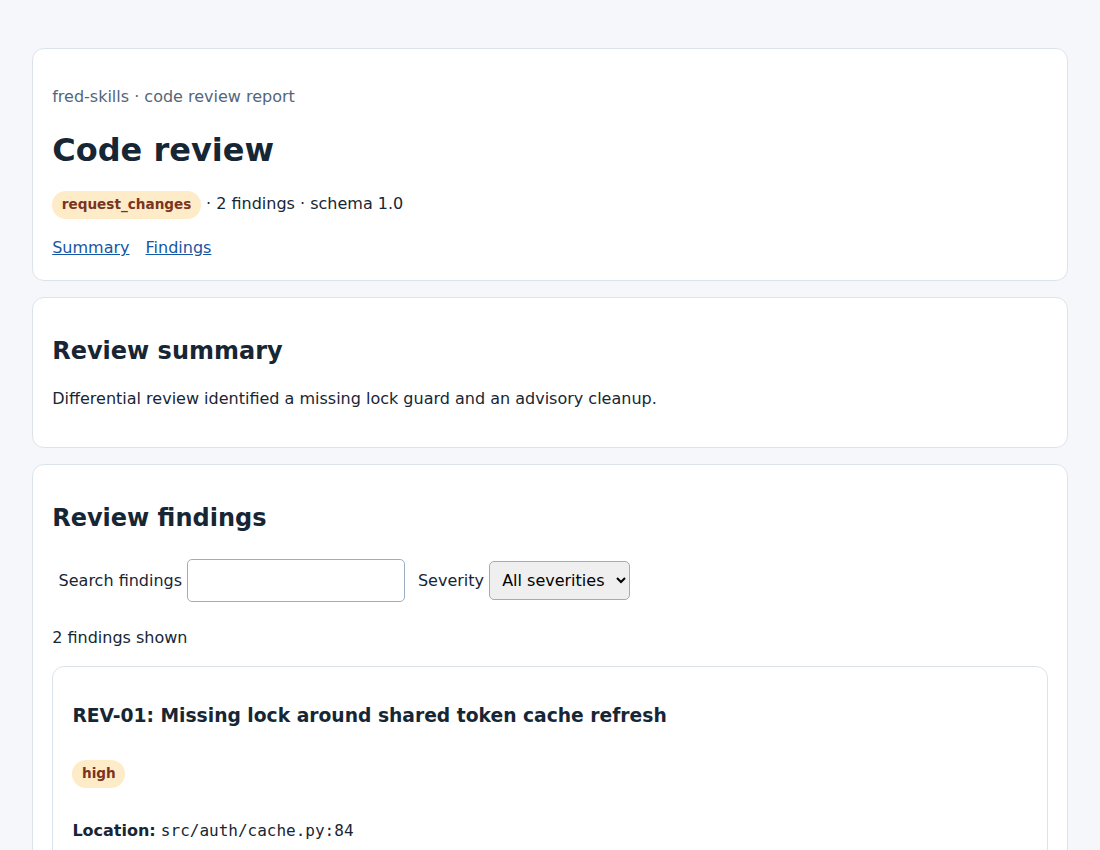 fred-skills · code review report
Code review
request_changes · 2 findings · schema 1.0
Summary Findings
Review summary
Differential review identified a missing lock guard and an advisory cleanup.
Review findings
Search findings Severity All severities
2 findings shown
REV-01: Missing lock around shared token cache refresh
high
Location: src/auth/cache.py:84